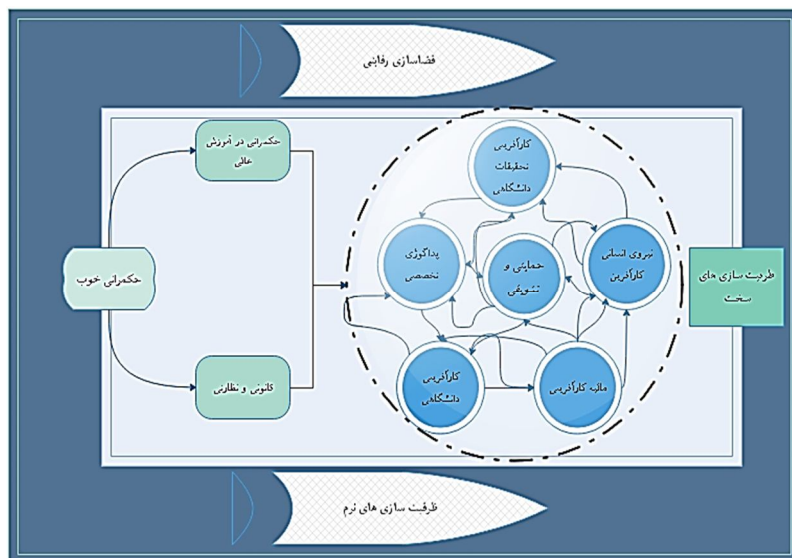 فضاسازی رقابتی
حکمرانی در آموزش
عالی
کارآفرینی
تحقیقات
دانشگاهی
حکمرانی خوب
پداگوژی
تخصصی
حمایتی و
تشویقی
نیروی انسانی
کارآفرین
ظرفیت سازی های
سخت
قانونی و نظارتی
کارآفرینی
دانشگاهی
مالیه کارآفرینی
ظرفیت سازی های نرم